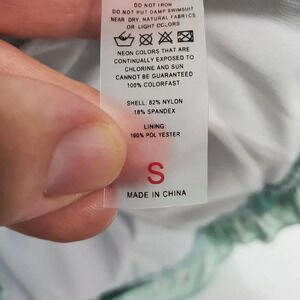 DO NOT IRON
DO NOT PUT DAMP SWIMSUIT
NEAR DRY, NATURAL FABRICS
OR LIGHT COLORS
NEON COLORS THAT ARE
CONTINUALLY EXPOSED TO
CHLORINE AND SUN
CANNOT BE GUARANTEED
100% COLORFAST
SHELL: 82% NYLON
18% SPANDEX
LINING:
100% POLYESTER
S
MADE IN CHINA